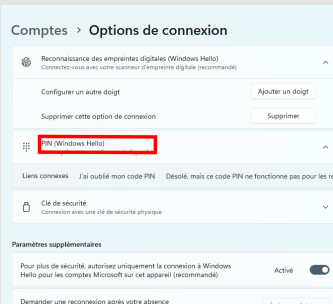 Comptes > Options de connexion
Reconnaissance des empreintes digitales (Windows Hello)
Connectez-vous avec votre scanneur d'empreinte digitale (recommandé)
Configurer un autre doigt
Ajouter un doigt
Supprimer cette option de connexion
Supprimer
PIN (Windows Hello)
Liens connexes J'ai oublié mon code PIN Désolé, mais ce code PIN ne fonctionne pas pour les re
Clé de sécurité
Connexion avec une clé de sécurité physique
Paramètres supplémentaires
Pour plus de sécurité, autorisez uniquement la connexion à Windows
Hello pour les comptes Microsoft sur cet appareil (recommandé)
Activé
Demander une reconnexion après votre absence